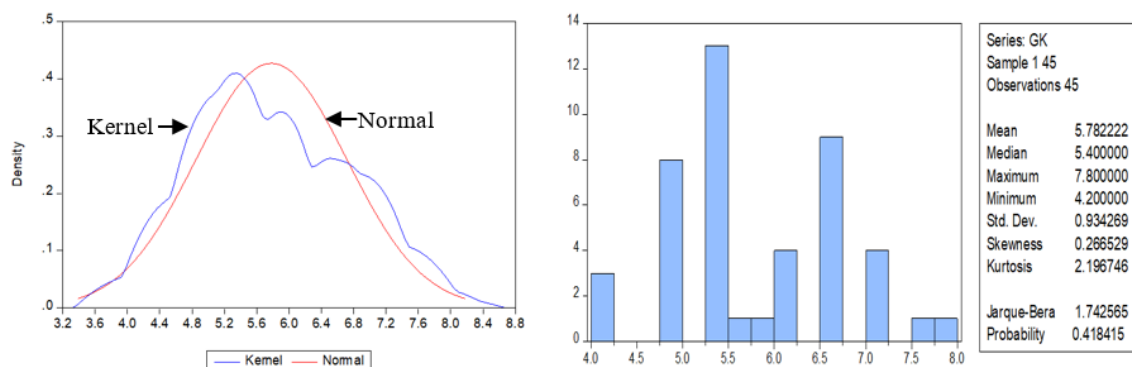 .5
.4
.3
.2
.1
.0
Density
Kernel
Normal
3.2 3.6 4.0 4.4 4.8 5.2 5.6 6.0 6.4 6.8 7.2 7.6 8.0 8.4 8.8
Kernel Normal
14
12
10
8
6
4
2
0
4.0 4.5 5.0 5.5 6.0 6.5 7.0 7.5 8.0
Series: GK
Sample 1 45
Observations 45
Mean 5.782222
Median 5.400000
Maximum 7.800000
Minimum 4.200000
Std. Dev. 0.934269
Skewness 0.266529
Kurtosis 2.196746
Jarque-Bera 1.742565
Probability 0.418415